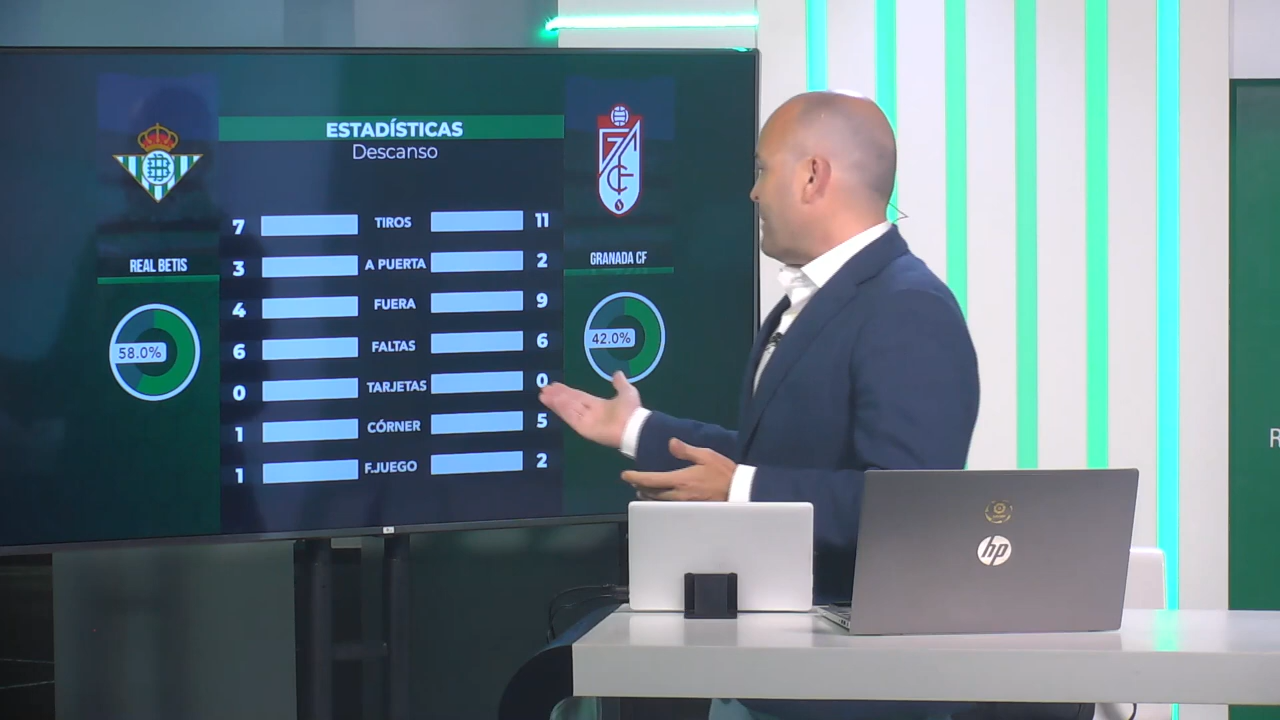 ESTADÍSTICAS
Descanso
REAL BETIS
58.0%
GRANADA CF
42.0%
7 TIROS 11
3 A PUERTA 2
4 FUERA 9
6 FALTAS 6
0 TARJETAS 0
1 CÓRNER 5
1 F.JUEGO 2
hp
R